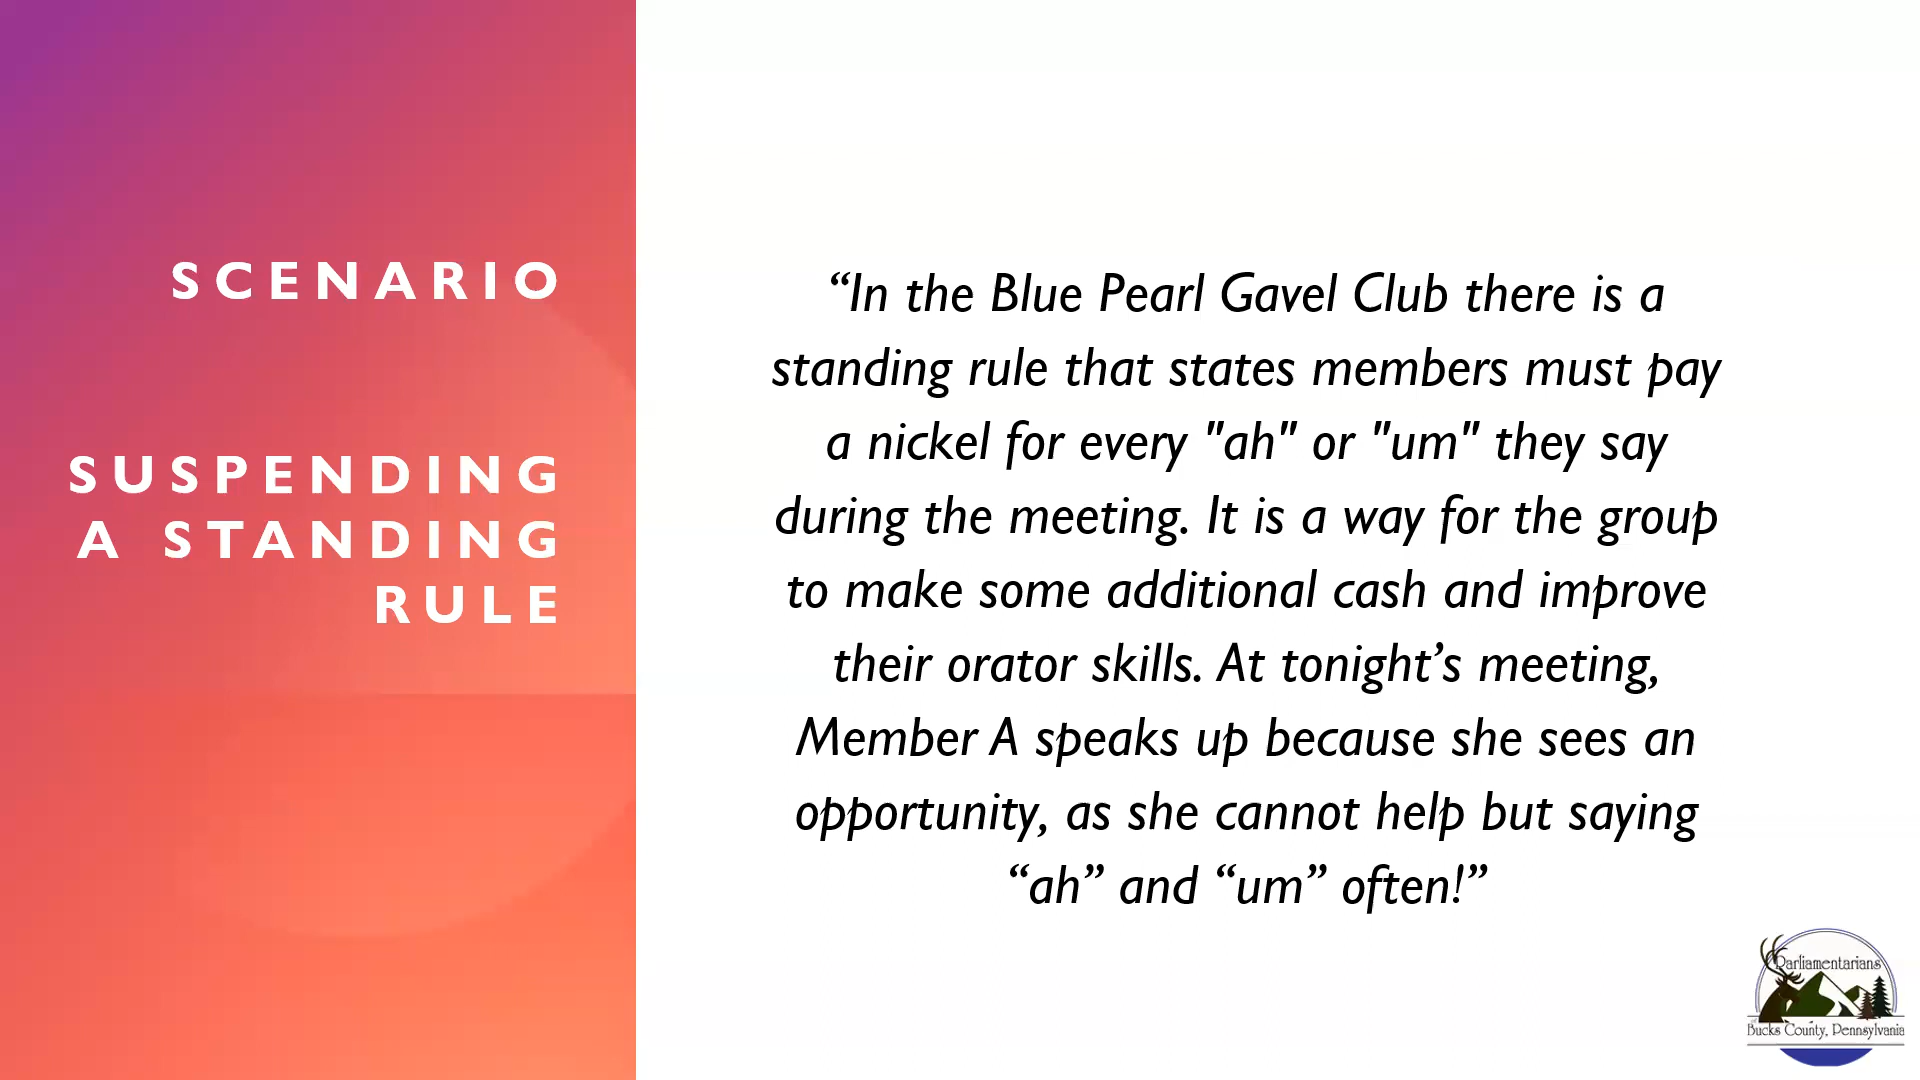 SCENARIO
SUSPENDING
A STANDING
RULE
“In the Blue Pearl Gavel Club there is a
standing rule that states members must pay
a nickel for every "ah" or "um" they say
during the meeting. It is a way for the group
to make some additional cash and improve
their orator skills. At tonight’s meeting,
Member A speaks up because she sees an
opportunity, as she cannot help but saying
“ah” and “um” often!”
Parliamentarians
Bucks County, Pennsylvania